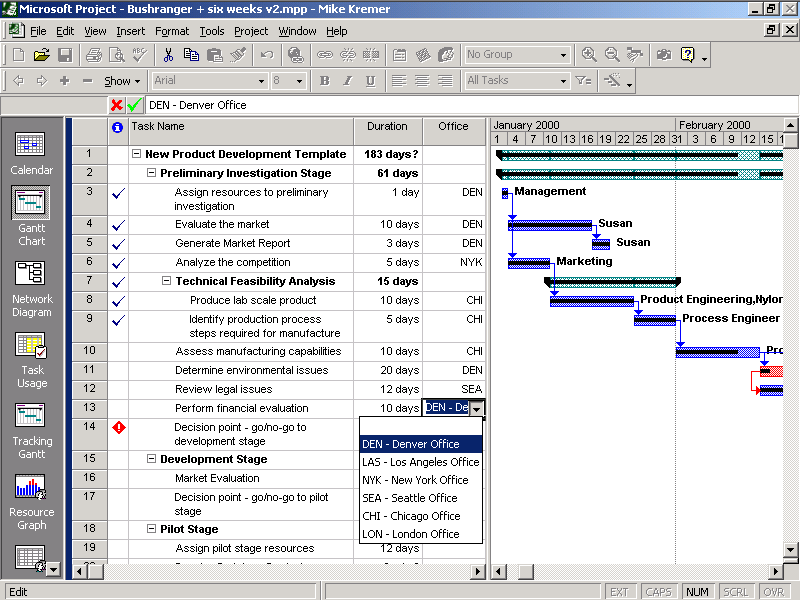 Microsoft Project - Bushranger + six weeks v2.mpp - Mike Kremer
File Edit View Insert Format Tools Project Window Help
No Group
Show Arial 8 B I U All Tasks
DEN - Denver Office
Task Name Duration Office
January 2000 February 2000
1 4 7 10 13 16 19 22 25 28 31 3 6 9 12 15
1 New Product Development Template 183 days?
2 Preliminary Investigation Stage 61 days
3 Assign resources to preliminary 1 day DEN Management
investigation
4 Evaluate the market 10 days DEN Susan
5 Generate Market Report 3 days DEN Susan
6 Analyze the competition 5 days NYK Marketing
7 Technical Feasibility Analysis 15 days
8 Produce lab scale product 10 days CHI Product Engineering,Nylon
9 Identify production process 5 days CHI Process Engineer
steps required for manufacture
10 Assess manufacturing capabilities 10 days CHI Pro
11 Determine environmental issues 20 days DEN
12 Review legal issues 12 days SEA
13 Perform financial evaluation 10 days DEN - De
14 Decision point - go/no-go to
development stage
DEN - Denver Office
15 Development Stage
LAS - Los Angeles Office
16 Market Evaluation
NYK - New York Office
17 Decision point - go/no-go to pilot
stage
SEA - Seattle Office
CHI - Chicago Office
18 Pilot Stage
LON - London Office
19 Assign pilot stage resources 12 days
Calendar
Gantt
Chart
Network
Diagram
Task
Usage
Tracking
Gantt
Resource
Graph
Edit EXT CAPS NUM SCRL OVR